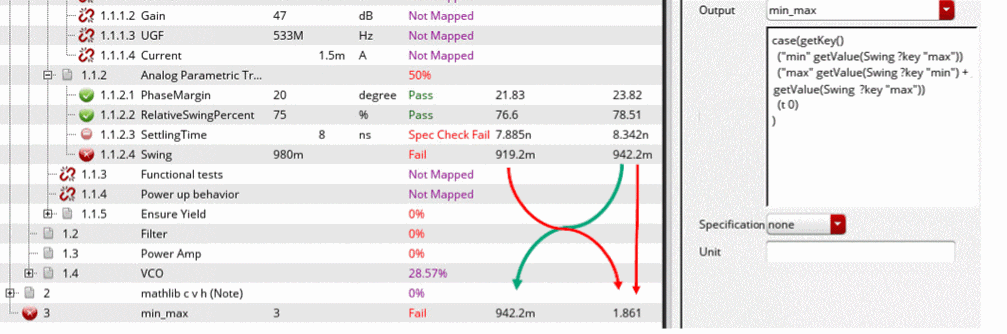 1.1.1.2 Gain 47 dB Not Mapped
1.1.1.3 UGF 533M Hz Not Mapped
1.1.1.4 Current 1.5m A Not Mapped
1.1.2 Analog Parametric Tr... 50%
1.1.2.1 PhaseMargin 20 degree Pass 21.83 23.82
1.1.2.2 RelativeSwingPercent 75 % Pass 76.6 78.51
1.1.2.3 SettlingTime 8 ns Spec Check Fail 7.885n 8.342n
1.1.2.4 Swing 980m Fail 919.2m 942.2m
1.1.3 Functional tests Not Mapped
1.1.4 Power up behavior Not Mapped
1.1.5 Ensure Yield 0%
1.2 Filter 0%
1.3 Power Amp 0%
1.4 VCO 28.57%
2 mathlib c v h (Note) 0%
3 min_max 3 Fail 942.2m 1.861
Output min_max
case(getKey()
("min" getValue(Swing ?key "max"))
("max" getValue(Swing ?key "min") +
getValue(Swing ?key "max"))
(t 0)
)
Specification none
Unit